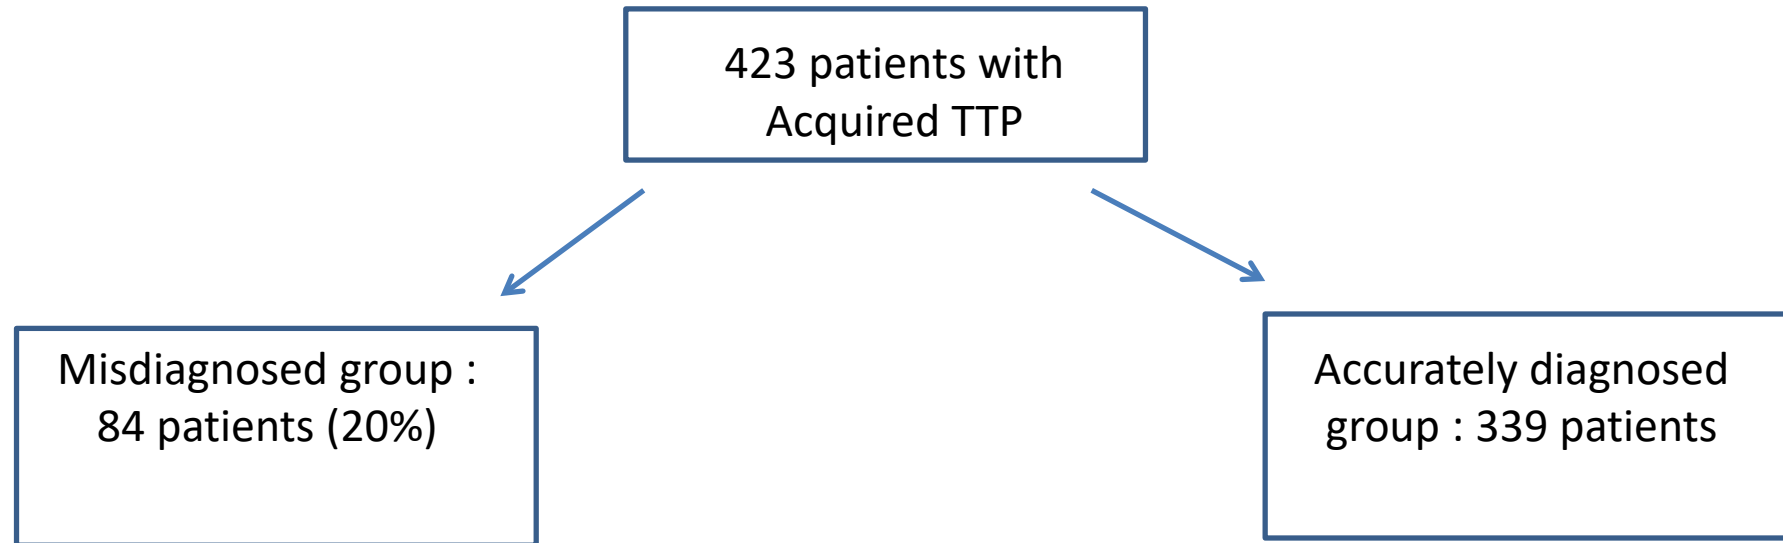 423 patients with
Acquired TTP
Misdiagnosed group :
84 patients (20%)
Accurately diagnosed
group : 339 patients